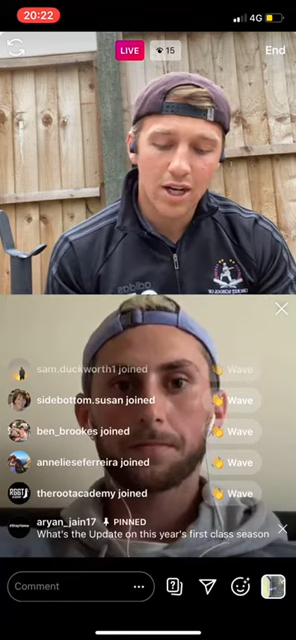 20:22
4G
LIVE
15
End
adidas
sam.duckworth1 joined
Wave
sidebottom.susan joined
Wave
ben_brookes joined
Wave
annelieseferreira joined
Wave
therootacademy joined
Wave
aryan_jain17 PINNED
What's the Update on this year's first class season
Comment